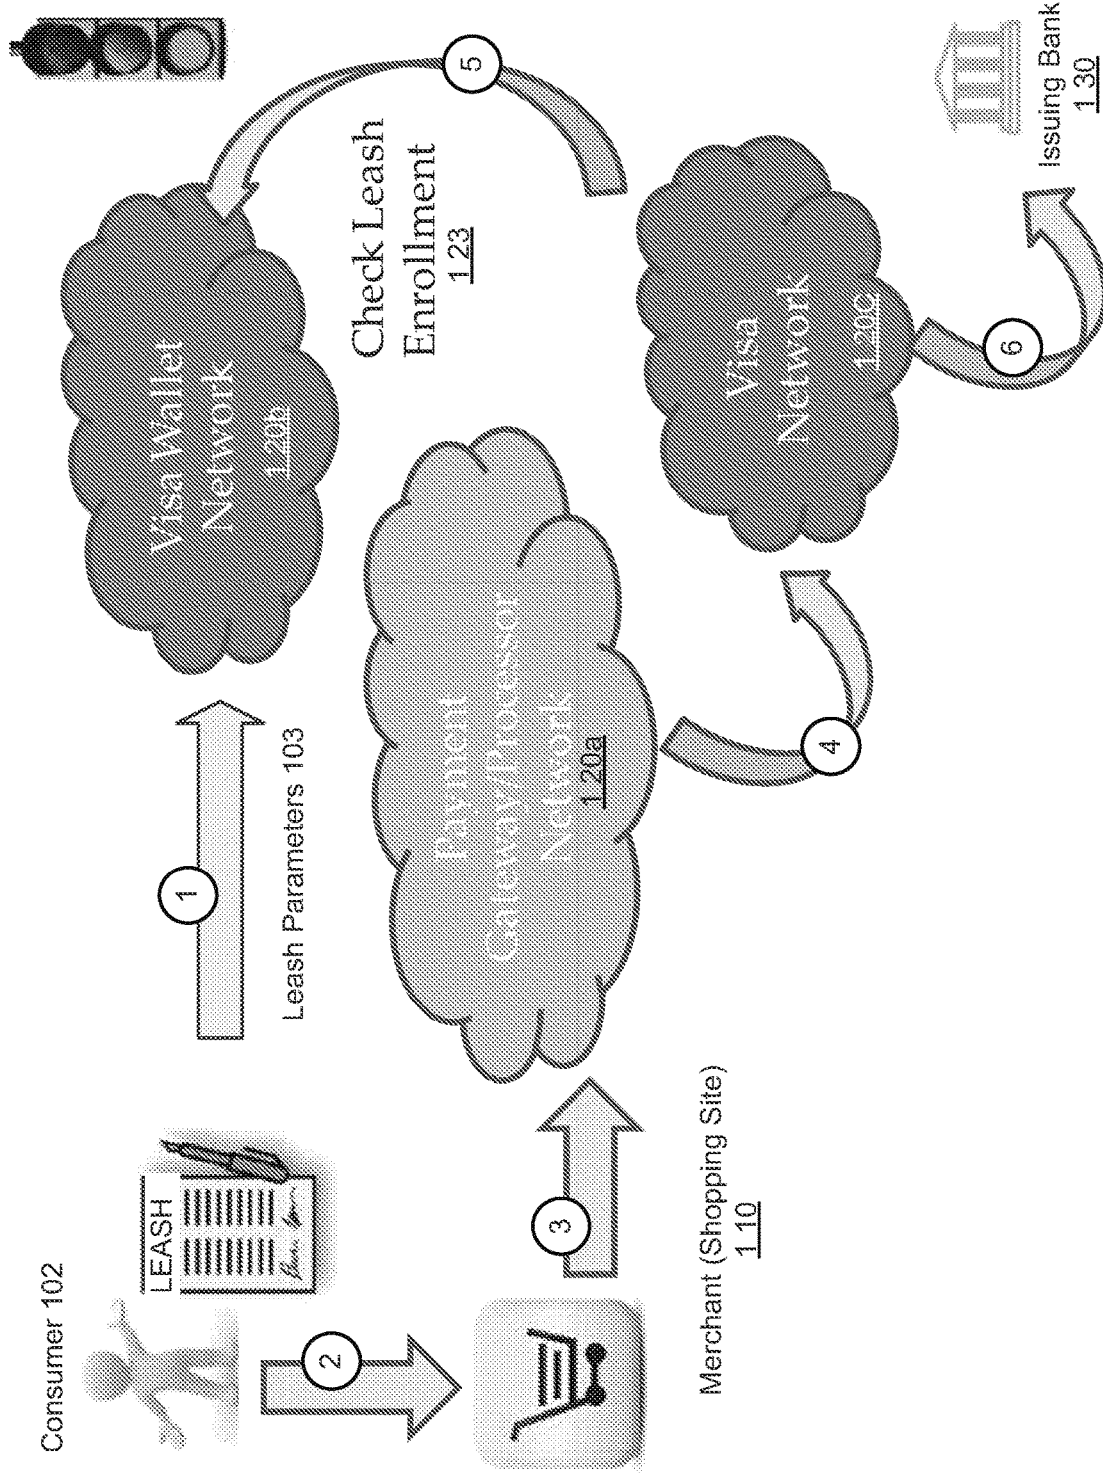 Consumer 102
LEASH
1
Leash Parameters 103
Visa Wallet
Network
120b
Check Leash
Enrollment
123
5
2
3
Merchant (Shopping Site)
110
Payment
Gateway/Processor
Network
120a
4
Visa
Network
120c
6
Issuing Bank
130